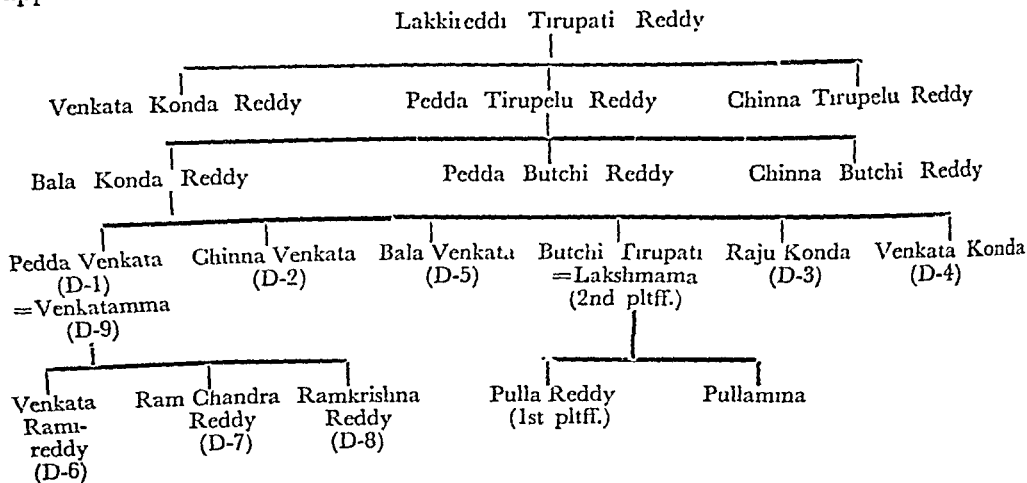 Lakkireddi Tirupati Reddy
Venkata Konda Reddy Pedda Tirupelu Reddy Chinna Tirupelu Reddy
Bala Konda Reddy Pedda Butchi Reddy Chinna Butchi Reddy
Pedda Venkata Chinna Venkata Bala Venkata Butchi Tirupati Raju Konda Venkata Konda
(D-1) (D-2) (D-5) =Lakshmama (D-3) (D-4)
=Venkatamma (2nd pltff.)
(D-9)
Venkata Ram Chandra Ramkrishna Pulla Reddy Pullamma
Rami- Reddy Reddy (1st pltff.)
reddy (D-7) (D-8)
(D-6)